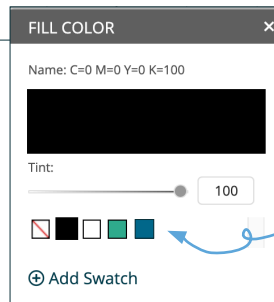 FILL COLOR ×
Name: C=0 M=0 Y=0 K=100
Tint:
100
⊕ Add Swatch